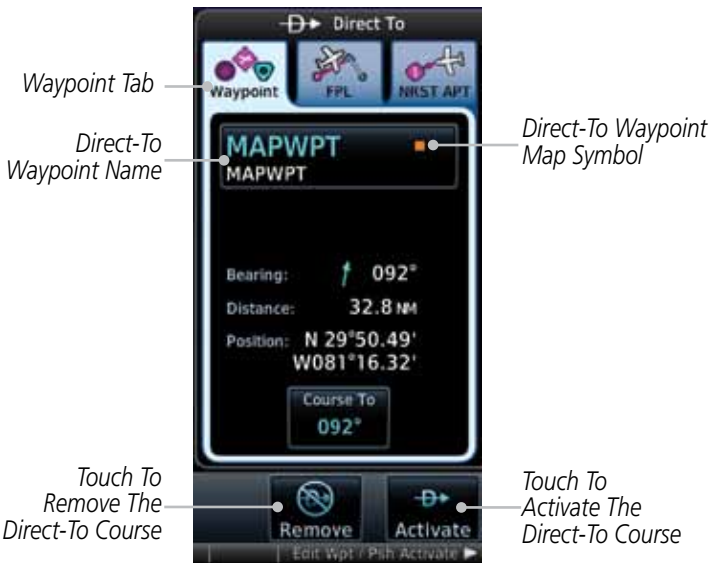 Direct To
Waypoint
FPL
NRST APT
Waypoint Tab
Direct-To
Waypoint Name
MAPWPT
MAPWPT
Direct-To Waypoint
Map Symbol
Bearing: 092°
Distance: 32.8 NM
Position: N 29°50.49'
W081°16.32'
Course To
092°
Touch To
Remove The
Direct-To Course
Remove
Activate
Touch To
Activate The
Direct-To Course
Edit Wpt / Psh Activate